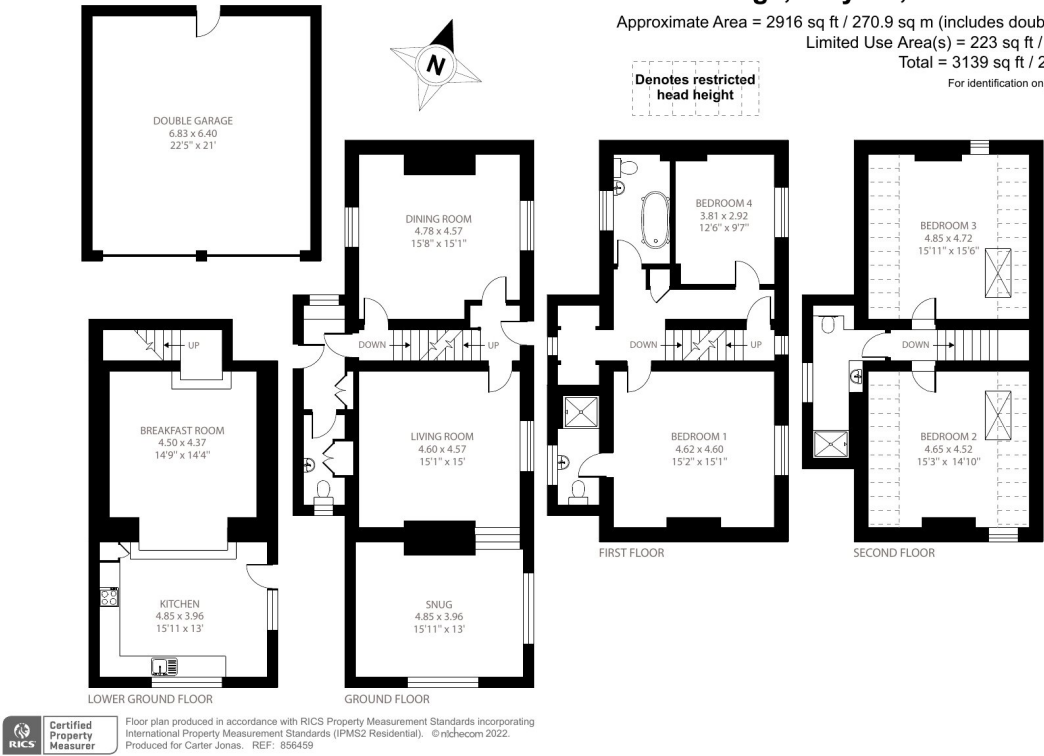 Approximate Area = 2916 sq ft / 270.9 sq m (includes
Limited Use Area(s) = 223 sq ft /
Total = 3139 sq ft /
For identification
N
Denotes restricted
head height
DOUBLE GARAGE
6.83 x 6.40
22'5" x 21'
DINING ROOM
4.78 x 4.57
15'8" x 15'1"
BEDROOM 4
3.81 x 2.92
12'6" x 9'7"
BEDROOM 3
4.85 x 4.72
15'11" x 15'6"
UP
DOWN
UP
DOWN
UP
DOWN
BREAKFAST ROOM
4.50 x 4.37
14'9" x 14'4"
LIVING ROOM
4.60 x 4.57
15'1" x 15'
BEDROOM 1
4.62 x 4.60
15'2" x 15'1"
BEDROOM 2
4.65 x 4.52
15'3" x 14'10"
FIRST FLOOR
SECOND FLOOR
KITCHEN
4.85 x 3.96
15'11 x 13'
SNUG
4.85 x 3.96
15'11" x 13'
LOWER GROUND FLOOR
GROUND FLOOR
RICS
Certified
Property
Measurer
Floor plan produced in accordance with RICS Property Measurement Standards incorporating
International Property Measurement Standards (IPMS2 Residential). © nichecom 2022.
Produced for Carter Jonas. REF: 856459